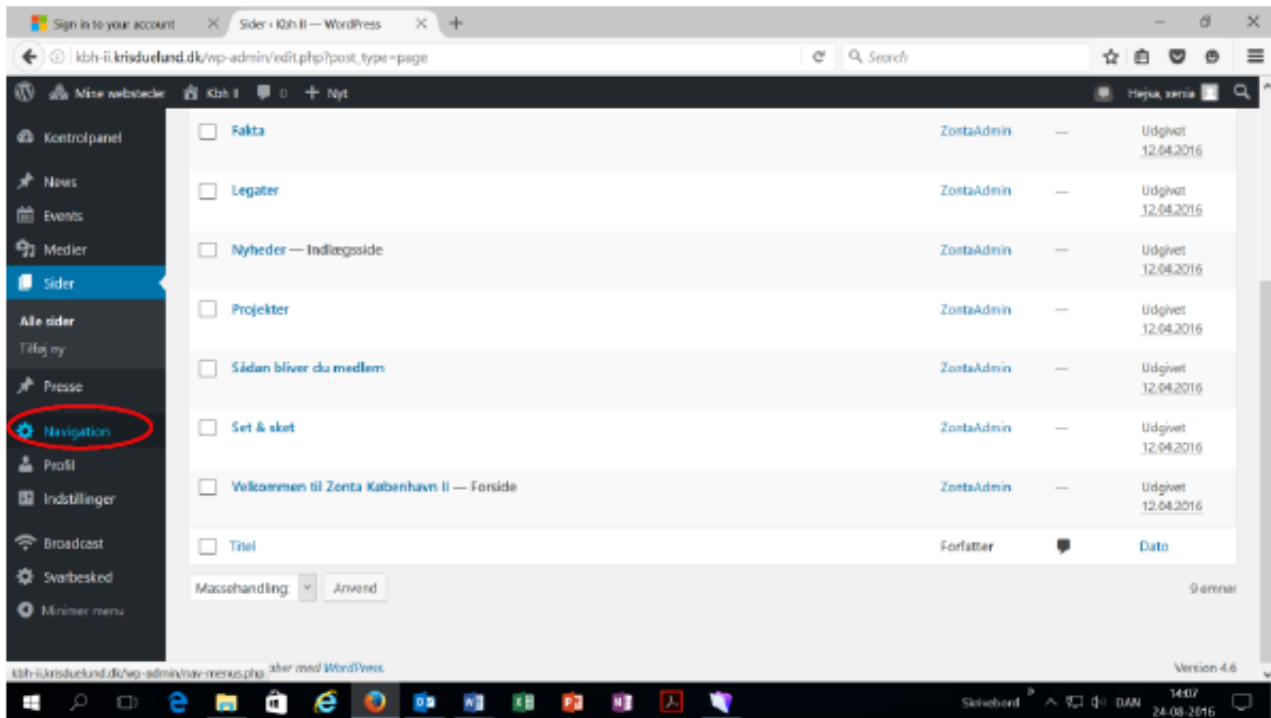 Sign in to your account
Sider ‹ Kbh II — WordPress
kbh-ii.krisduelund.dk/wp-admin/edit.php?post_type=page
Search
Mine websteder
Kbh II
0
Nyt
Hejsa, xenia
Kontrolpanel
News
Events
Medier
Sider
Alle sider
Tilføj ny
Presse
Navigation
Profil
Indstillinger
Broadcast
Svarbesked
Minimer menu
Fakta ZontaAdmin — Udgivet
12.04.2016
Legater ZontaAdmin — Udgivet
12.04.2016
Nyheder — Indlægsside ZontaAdmin — Udgivet
12.04.2016
Projekter ZontaAdmin — Udgivet
12.04.2016
Sådan bliver du medlem ZontaAdmin — Udgivet
12.04.2016
Set & sket ZontaAdmin — Udgivet
12.04.2016
Velkommen til Zonta København II — Forside ZontaAdmin — Udgivet
12.04.2016
Titel Forfatter Dato
Massehandling:
Anvend
9 emner
kbh-ii.krisduelund.dk/wp-admin/nav-menus.php
med WordPress.
Version 4.6
Skrivebord
DAN
14:07
24-08-2016